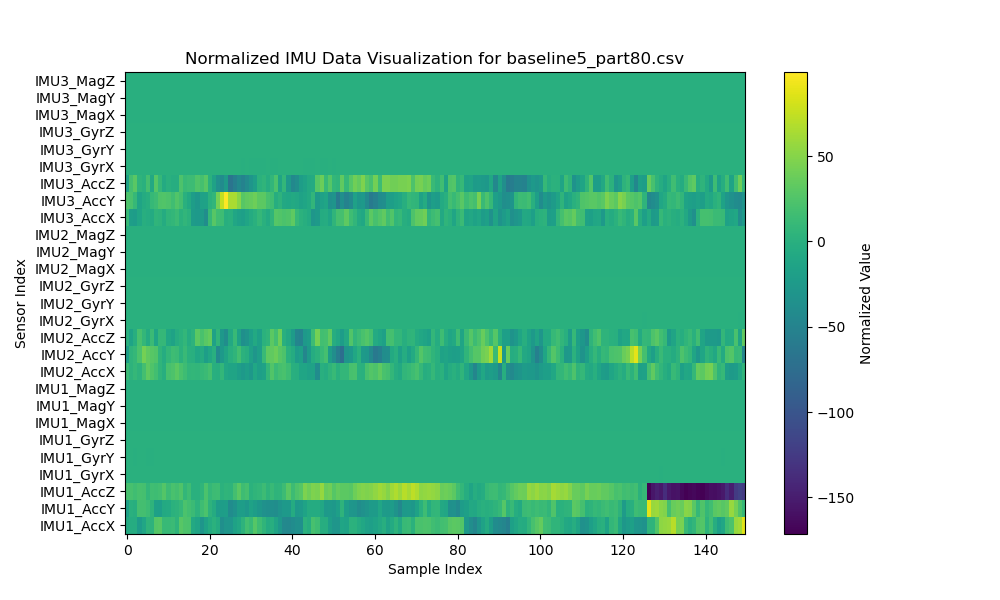 Normalized IMU Data Visualization for baseline5_part80.csv
IMU3_MagZ
IMU3_MagY
IMU3_MagX
IMU3_GyrZ
IMU3_GyrY
IMU3_GyrX
IMU3_AccZ
IMU3_AccY
IMU3_AccX
IMU2_MagZ
IMU2_MagY
IMU2_MagX
IMU2_GyrZ
IMU2_GyrY
IMU2_GyrX
IMU2_AccZ
IMU2_AccY
IMU2_AccX
IMU1_MagZ
IMU1_MagY
IMU1_MagX
IMU1_GyrZ
IMU1_GyrY
IMU1_GyrX
IMU1_AccZ
IMU1_AccY
IMU1_AccX
Sensor Index
0 20 40 60 80 100 120 140
Sample Index
50
0
−50
−100
−150
Normalized Value